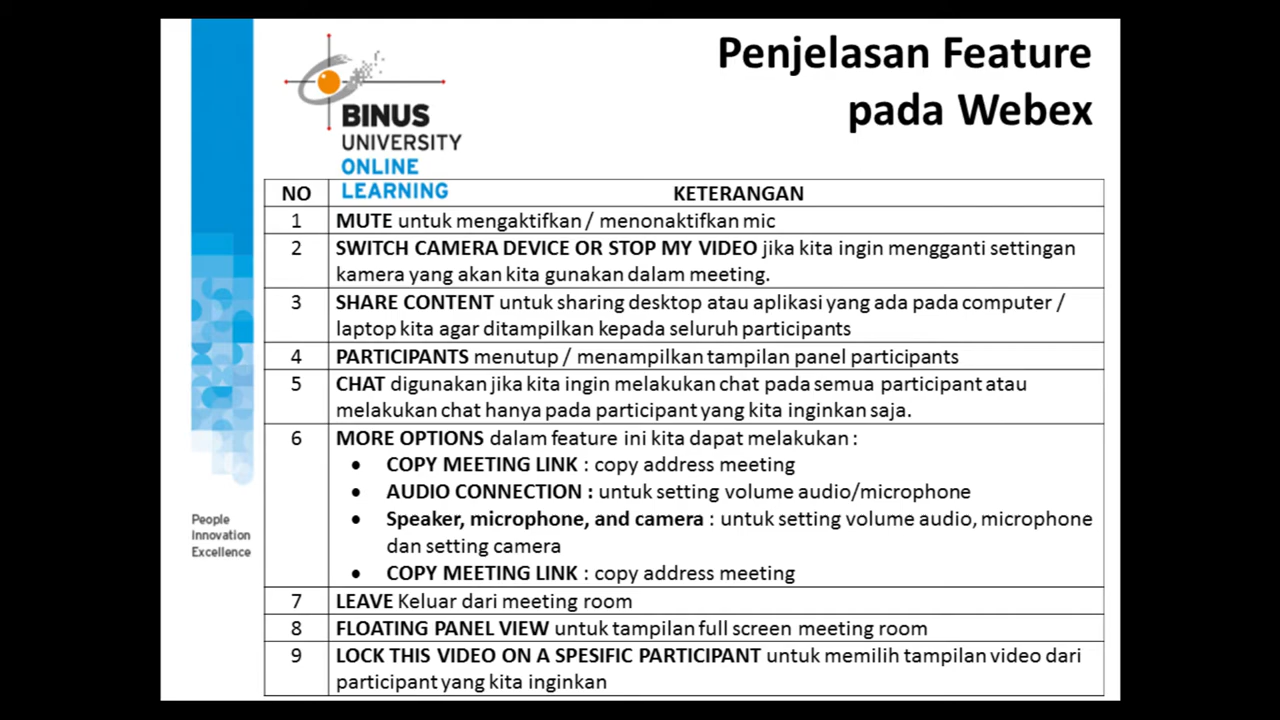 Penjelasan Feature
pada Webex
BINUS
UNIVERSITY
ONLINE
LEARNING
NO KETERANGAN
1 MUTE untuk mengaktifkan / menonaktifkan mic
2 SWITCH CAMERA DEVICE OR STOP MY VIDEO jika kita ingin mengganti settingan
kamera yang akan kita gunakan dalam meeting.
3 SHARE CONTENT untuk sharing desktop atau aplikasi yang ada pada computer /
laptop kita agar ditampilkan kepada seluruh participants
4 PARTICIPANTS menutup / menampilkan tampilan panel participants
5 CHAT digunakan jika kita ingin melakukan chat pada semua participant atau
melakukan chat hanya pada participant yang kita inginkan saja.
6 MORE OPTIONS dalam feature ini kita dapat melakukan :
• COPY MEETING LINK : copy address meeting
• AUDIO CONNECTION : untuk setting volume audio/microphone
• Speaker, microphone, and camera : untuk setting volume audio, microphone
dan setting camera
• COPY MEETING LINK : copy address meeting
7 LEAVE Keluar dari meeting room
8 FLOATING PANEL VIEW untuk tampilan full screen meeting room
9 LOCK THIS VIDEO ON A SPESIFIC PARTICIPANT untuk memilih tampilan video dari
participant yang kita inginkan
People
Innovation
Excellence